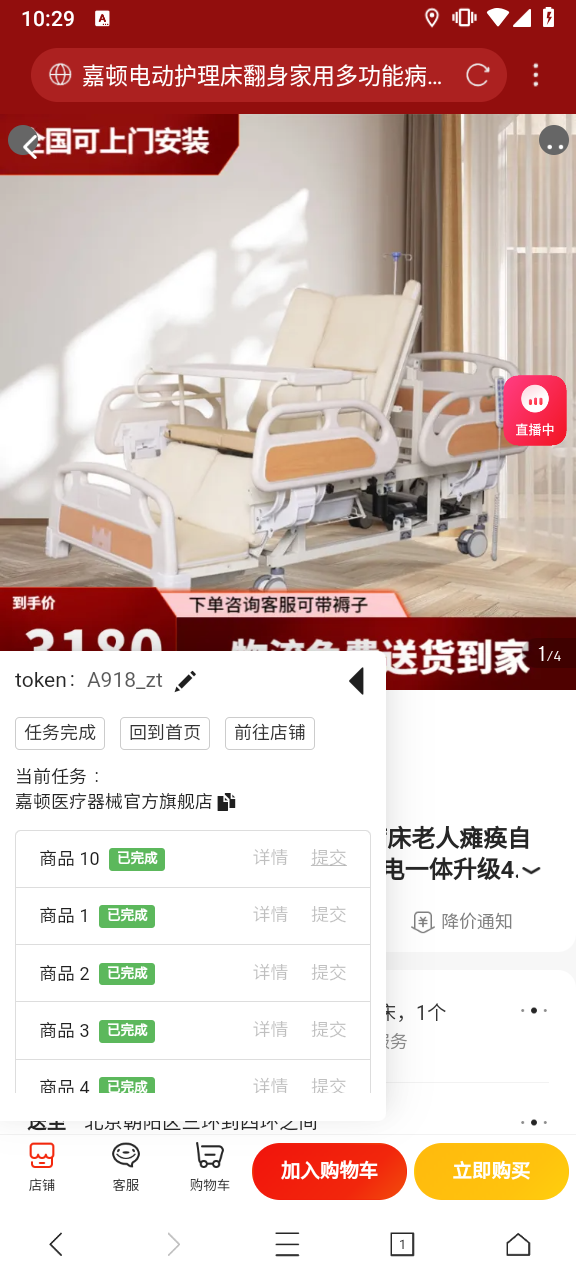 10:29
嘉顿电动护理床翻身家用多功能病...
全国可上门安装
直播中
到手价
下单咨询客服可带褥子
3180
物流免费送货到家
1/4
token： A918_zt
任务完成 回到首页 前往店铺
当前任务：
嘉顿医疗器械官方旗舰店
商品 10 已完成 详情 提交
商品 1 已完成 详情 提交
商品 2 已完成 详情 提交
商品 3 已完成 详情 提交
商品 4 已完成 详情 提交
床老人瘫痪自
电一体升级4.
降价通知
床，1个
服务
送至 北京朝阳区三环到四环之间
店铺 客服 购物车 加入购物车 立即购买
1